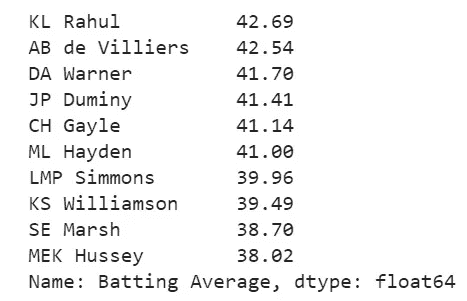 KL Rahul 42.69
AB de Villiers 42.54
DA Warner 41.70
JP Duminy 41.41
CH Gayle 41.14
ML Hayden 41.00
LMP Simmons 39.96
KS Williamson 39.49
SE Marsh 38.70
MEK Hussey 38.02
Name: Batting Average, dtype: float64